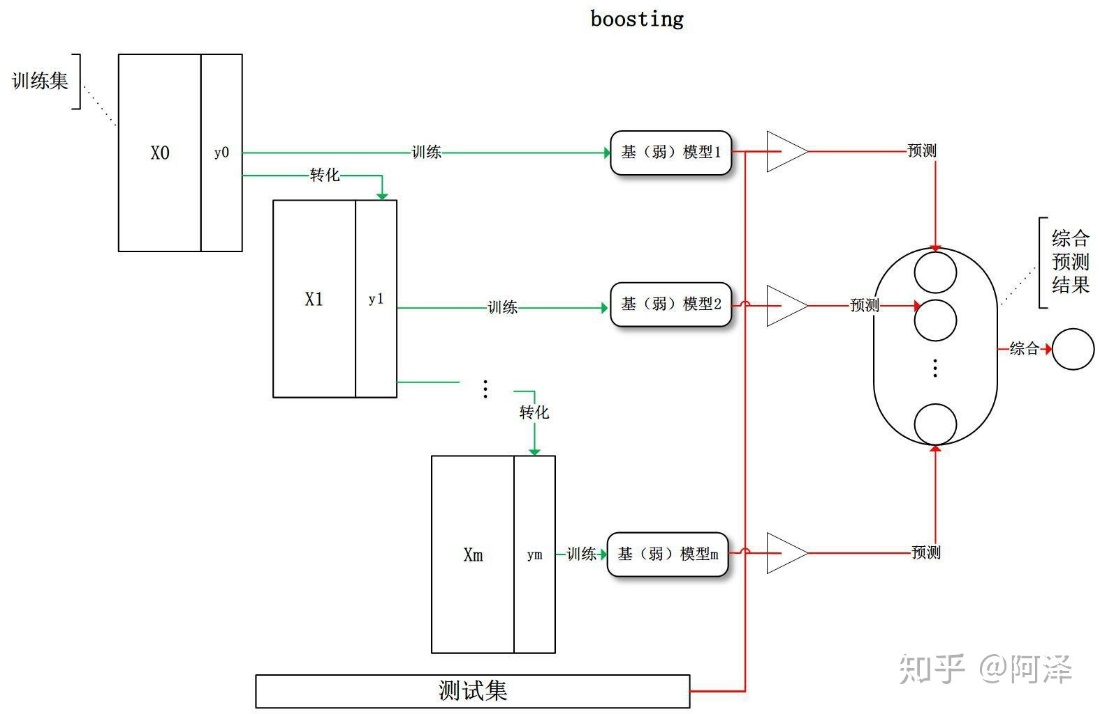 boosting
训练集
X0
y0
训练
基（弱）模型1
预测
转化
X1
y1
训练
基（弱）模型2
预测
综合
预测
结果
综合
⋮
⋮
转化
Xm
ym
训练
基（弱）模型m
预测
测试集
知乎 @阿泽